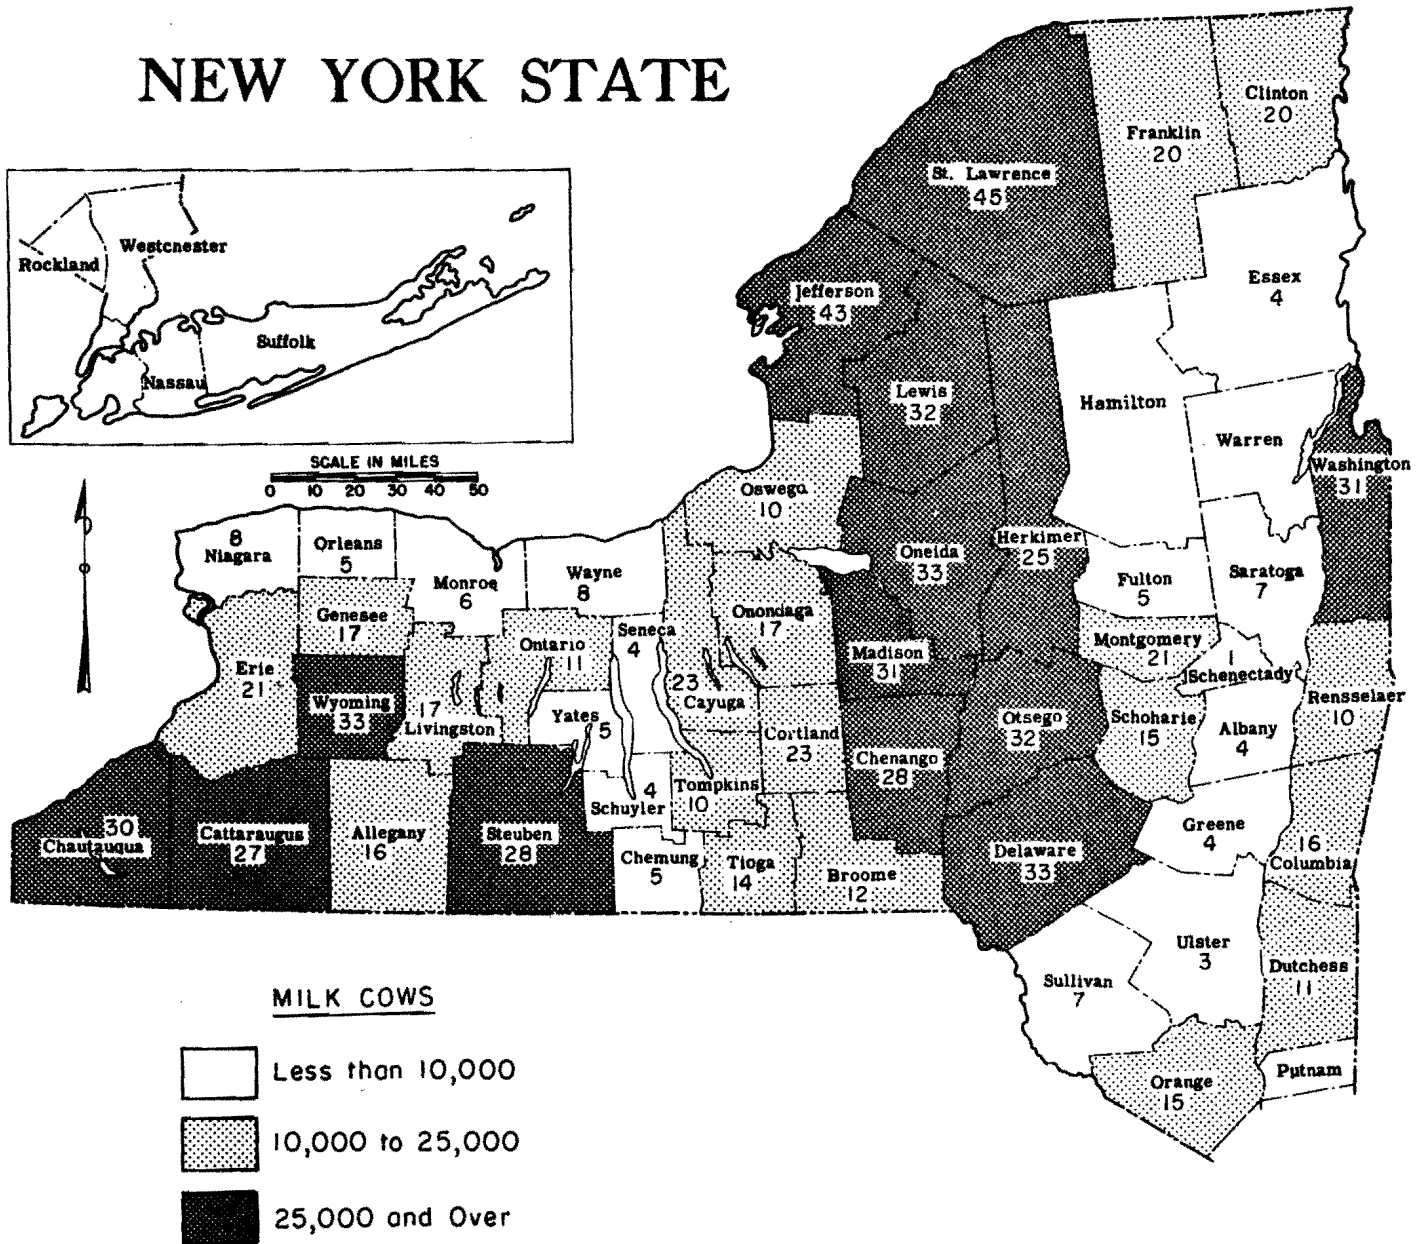 NEW YORK STATE
Clinton
20
Franklin
20
St. Lawrence
45
Westcnester
Rockland
Suffolk
Nassau
Essex
4
Jefferson
43
Lewis
32
Hamilton
Warren
Washington
31
SCALE IN MILES
0 10 20 30 40 50
Oswego
10
8
Niagara
Orleans
5
Monroe
6
Wayne
8
Oneida
33
Herkimer
25
Fulton
5
Saratoga
7
Genesee
17
Ontario
11
Seneca
4
Onondaga
17
Madison
31
Montgomery
21
1
Schenectady
Erie
21
Wyoming
33
17
Livingston
Yates
5
23
Cayuga
Cortland
23
Chenango
28
Otsego
32
Schoharie
15
Albany
4
Rensselaer
10
30
Chautauqua
Cattaraugus
27
Allegany
16
Steuben
28
4
Schuyler
Tompkins
10
Chemung
5
Tioga
14
Broome
12
Delaware
33
Greene
4
16
Columbia
Ulster
3
Sullivan
7
Dutchess
11
Orange
15
Putnam
MILK COWS
Less than 10,000
10,000 to 25,000
25,000 and Over